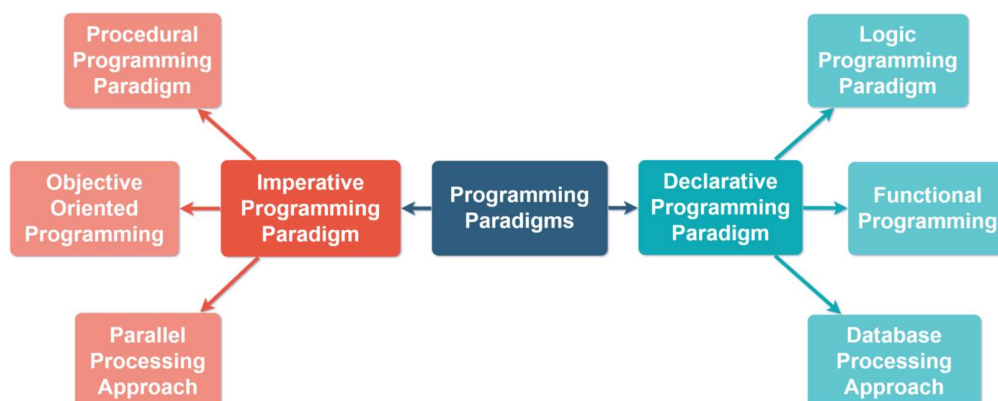 Procedural
Programming
Paradigm
Logic
Programming
Paradigm
Objective
Oriented
Programming
Imperative
Programming
Paradigm
Programming
Paradigms
Declarative
Programming
Paradigm
Functional
Programming
Parallel
Processing
Approach
Database
Processing
Approach